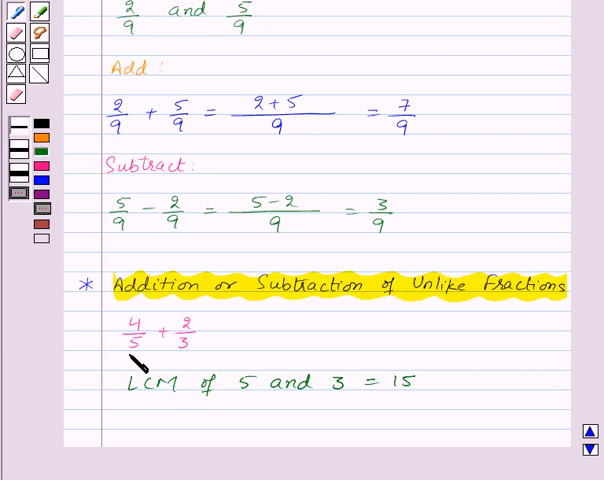 2/9 and 5/9
Add:
2/9 + 5/9 = (2+5)/9 = 7/9
Subtract:
5/9 - 2/9 = (5-2)/9 = 3/9
* Addition or Subtraction of Unlike Fractions
4/5 + 2/3
LCM of 5 and 3 = 15